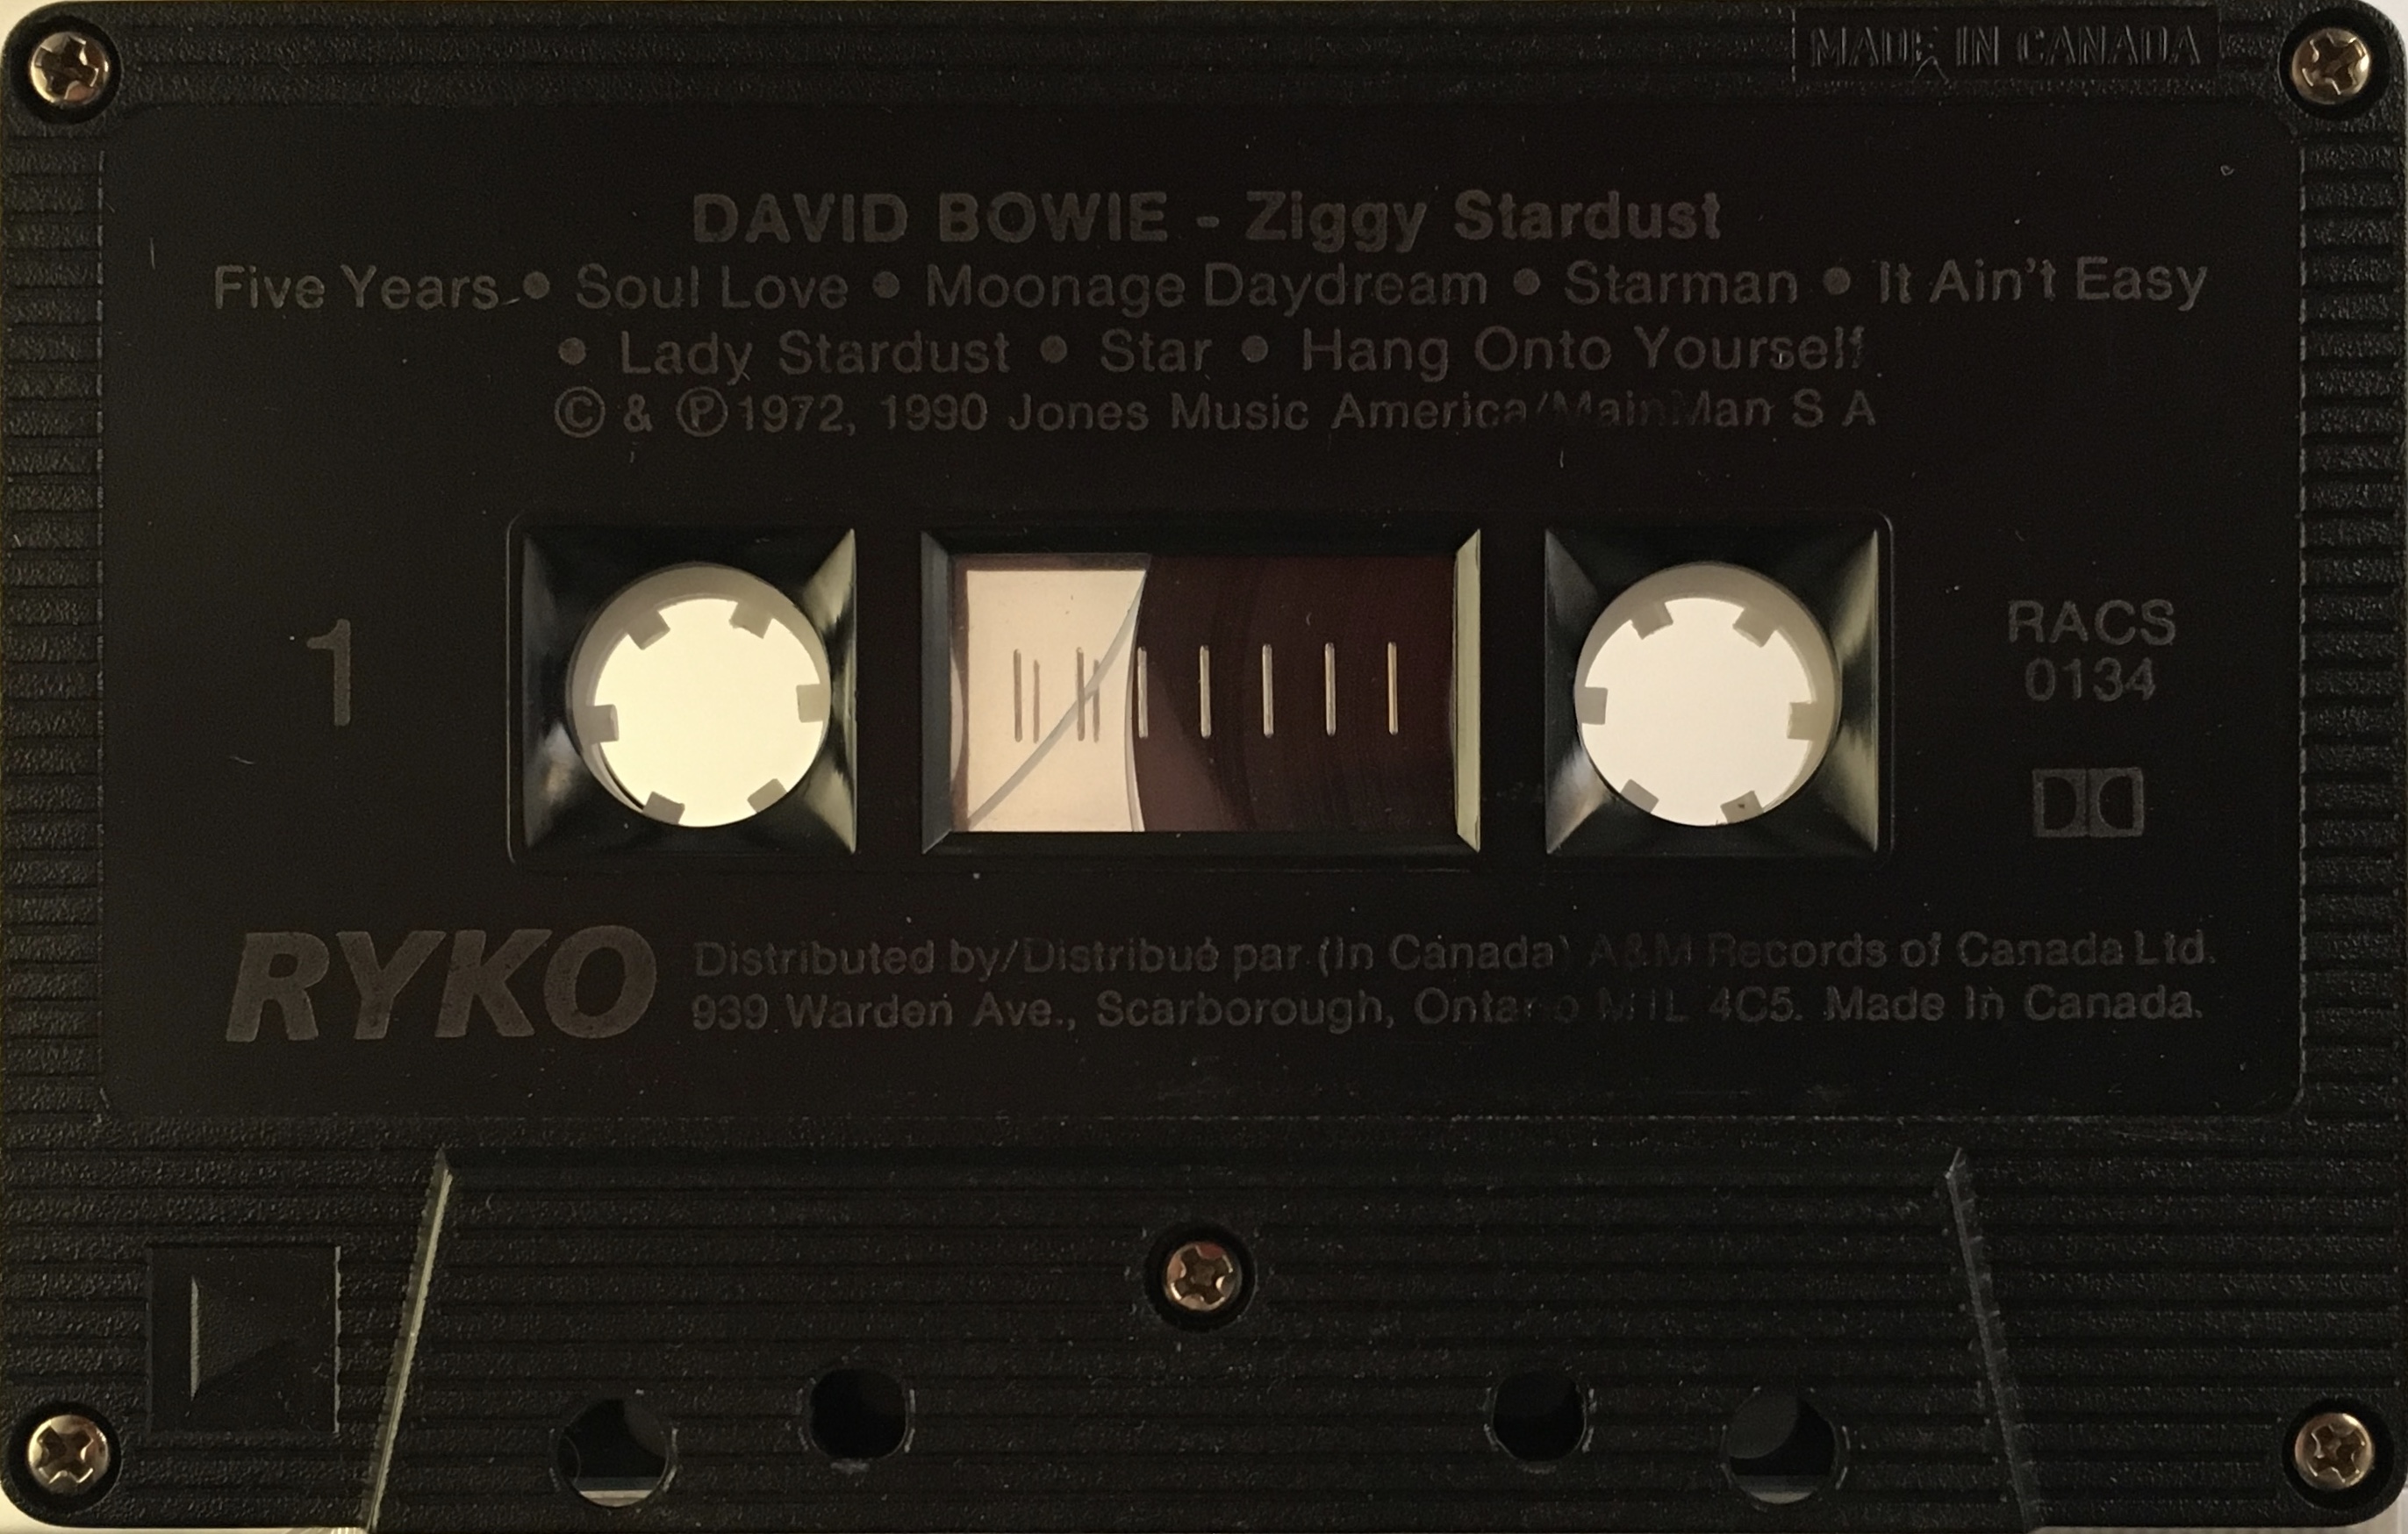 MADE IN CANADA
DAVID BOWIE - Ziggy Stardust
Five Years • Soul Love • Moonage Daydream • Starman • It Ain't Easy
• Lady Stardust • Star • Hang Onto Yourself
© & ℗ 1972, 1990 Jones Music America/MainMan S A
1
RACS
0134
RYKO
Distributed by/Distribué par (In Canada) A&M Records of Canada Ltd.
939 Warden Ave., Scarborough, Ontario M1L 4C5. Made In Canada.